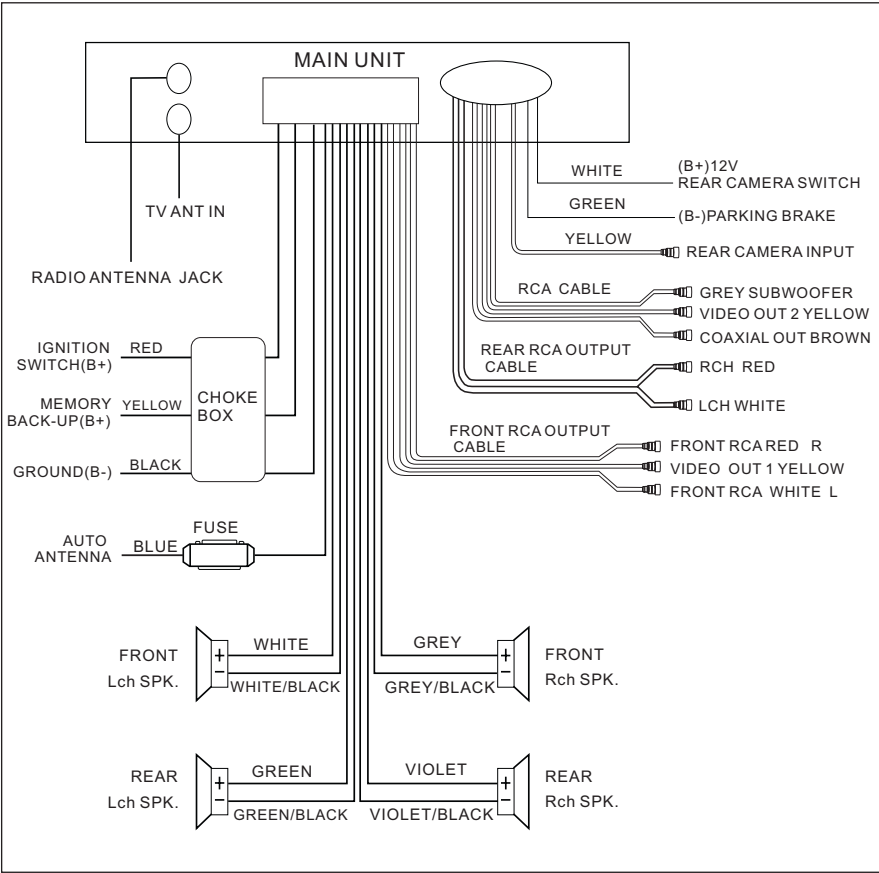 MAIN UNIT
TV ANT IN
RADIO ANTENNA JACK
WHITE
(B+)12V
REAR CAMERA SWITCH
GREEN
(B-)PARKING BRAKE
YELLOW
REAR CAMERA INPUT
RCA CABLE
GREY SUBWOOFER
VIDEO OUT 2 YELLOW
COAXIAL OUT BROWN
REAR RCA OUTPUT
CABLE
RCH RED
LCH WHITE
FRONT RCA OUTPUT
CABLE
FRONT RCA RED R
VIDEO OUT 1 YELLOW
FRONT RCA WHITE L
IGNITION
SWITCH(B+)
RED
MEMORY
BACK-UP(B+)
YELLOW
GROUND(B-)
BLACK
CHOKE
BOX
AUTO
ANTENNA
BLUE
FUSE
FRONT
Lch SPK.
+
−
WHITE
WHITE/BLACK
GREY
GREY/BLACK
+
−
FRONT
Rch SPK.
REAR
Lch SPK.
+
−
GREEN
GREEN/BLACK
VIOLET
VIOLET/BLACK
+
−
REAR
Rch SPK.